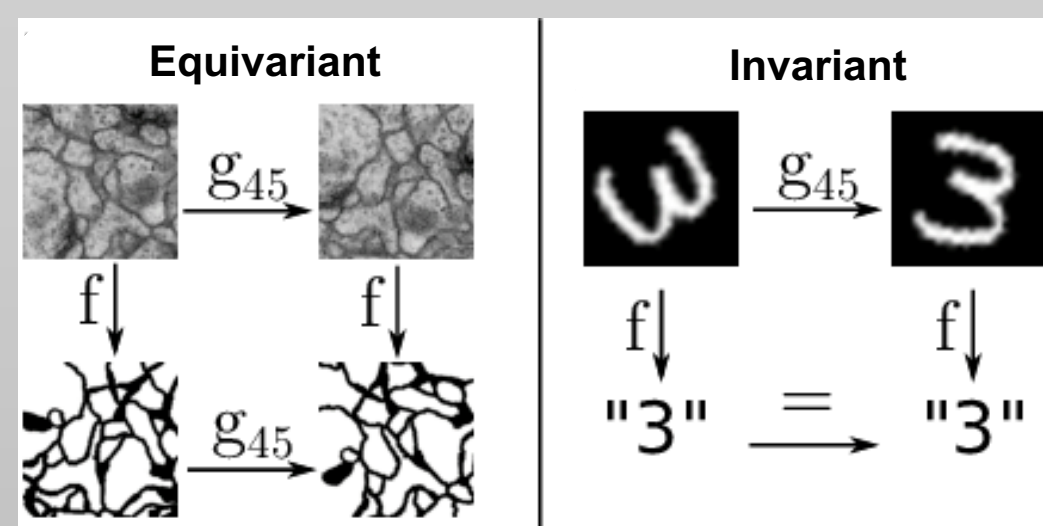 Equivariant
g45
f
f
g45
Invariant
g45
f
f
"3" = "3"